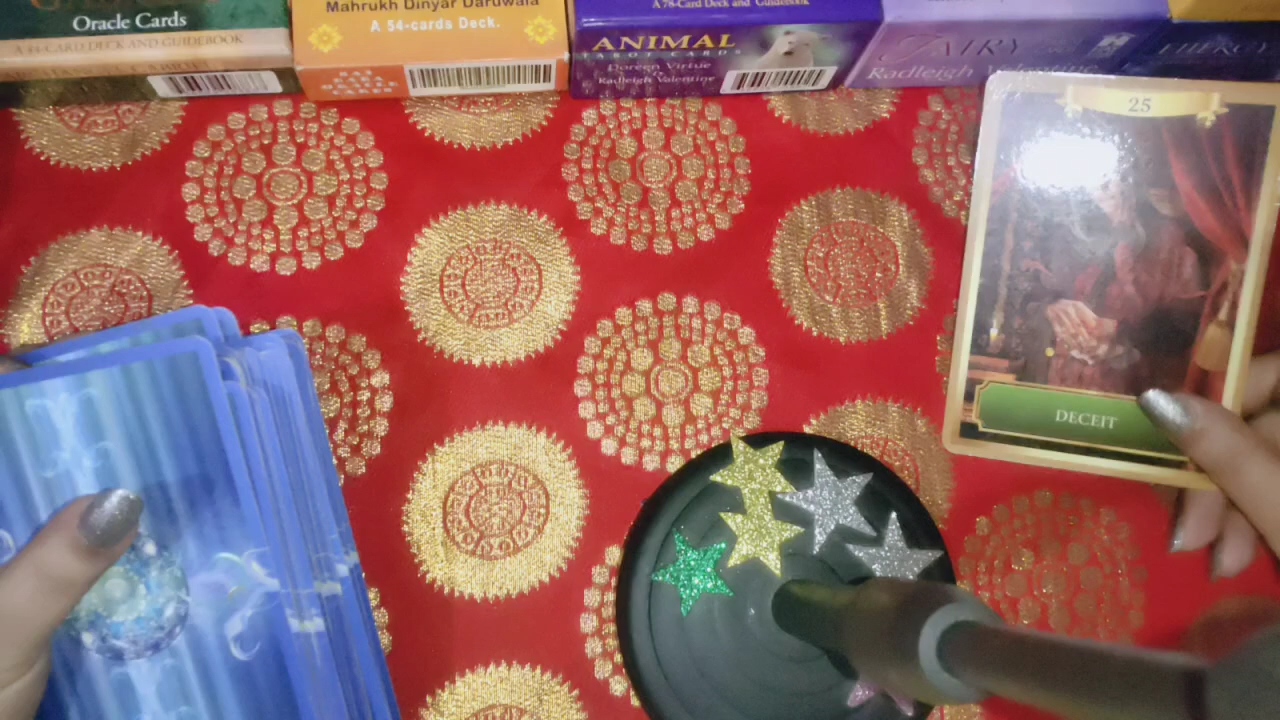 Oracle Cards
A 44-CARD DECK AND GUIDEBOOK
Mahrukh Dinyar Daruwala
A 54-cards Deck.
A 78-Card Deck and Guidebook
ANIMAL
TAROT CARDS
Doreen Virtue
Radleigh Valentine
FAIRY
Radleigh Valentine
ENERGY
25
DECEIT